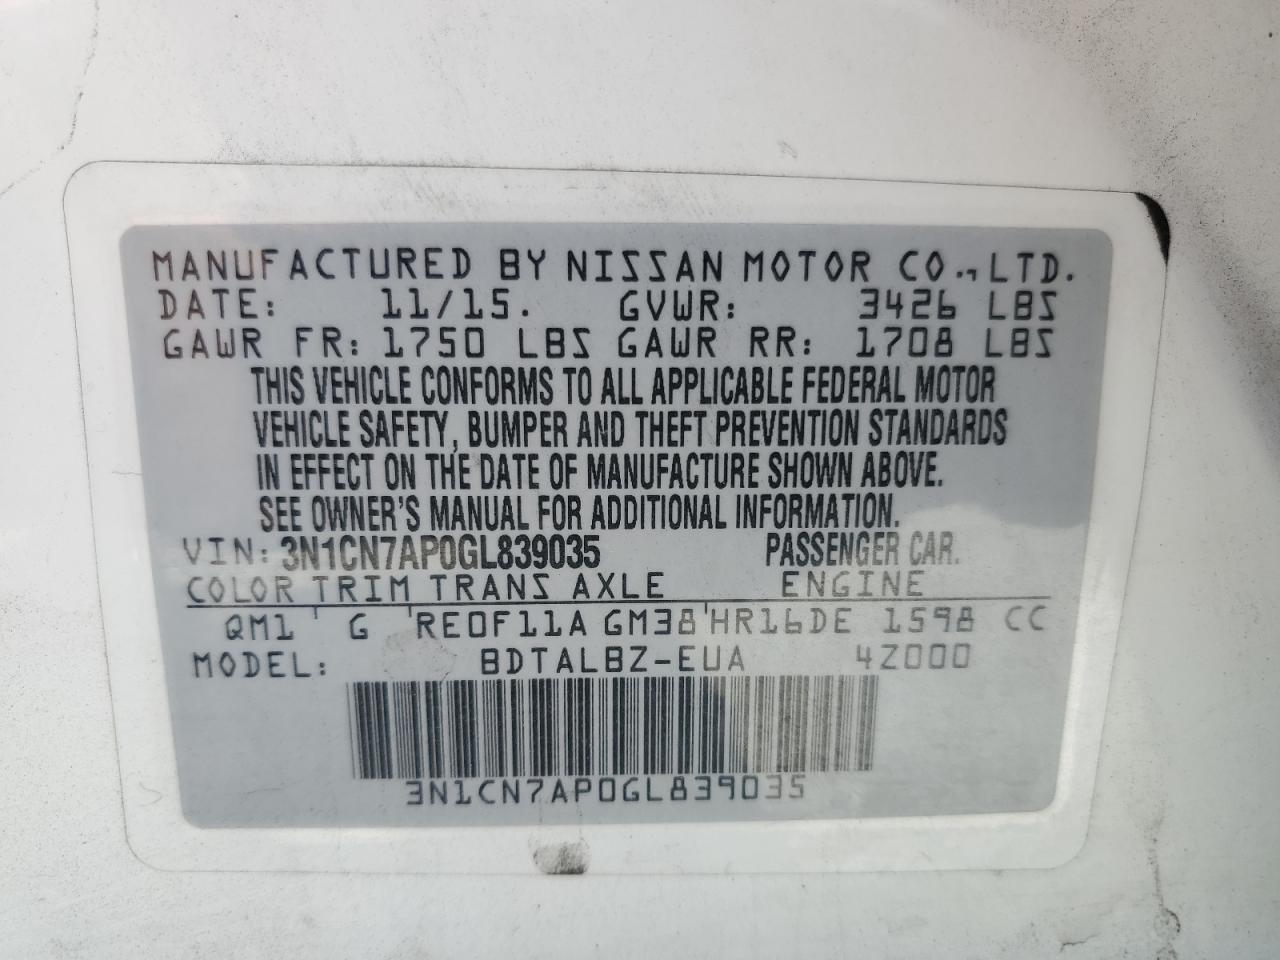 MANUFACTURED BY NISSAN MOTOR CO., LTD.
DATE: 11/15. GVWR: 3426 LBS
GAWR FR: 1750 LBS GAWR RR: 1708 LBS
THIS VEHICLE CONFORMS TO ALL APPLICABLE FEDERAL MOTOR
VEHICLE SAFETY, BUMPER AND THEFT PREVENTION STANDARDS
IN EFFECT ON THE DATE OF MANUFACTURE SHOWN ABOVE.
SEE OWNER'S MANUAL FOR ADDITIONAL INFORMATION.
VIN: 3N1CN7AP0GL839035 PASSENGER CAR.
COLOR TRIM TRANS AXLE ENGINE
QM1 ' G ' RE0F11A GM38 ' HR16DE 1598 CC
MODEL: BDTALBZ-EUA 4Z000
3N1CN7AP0GL839035